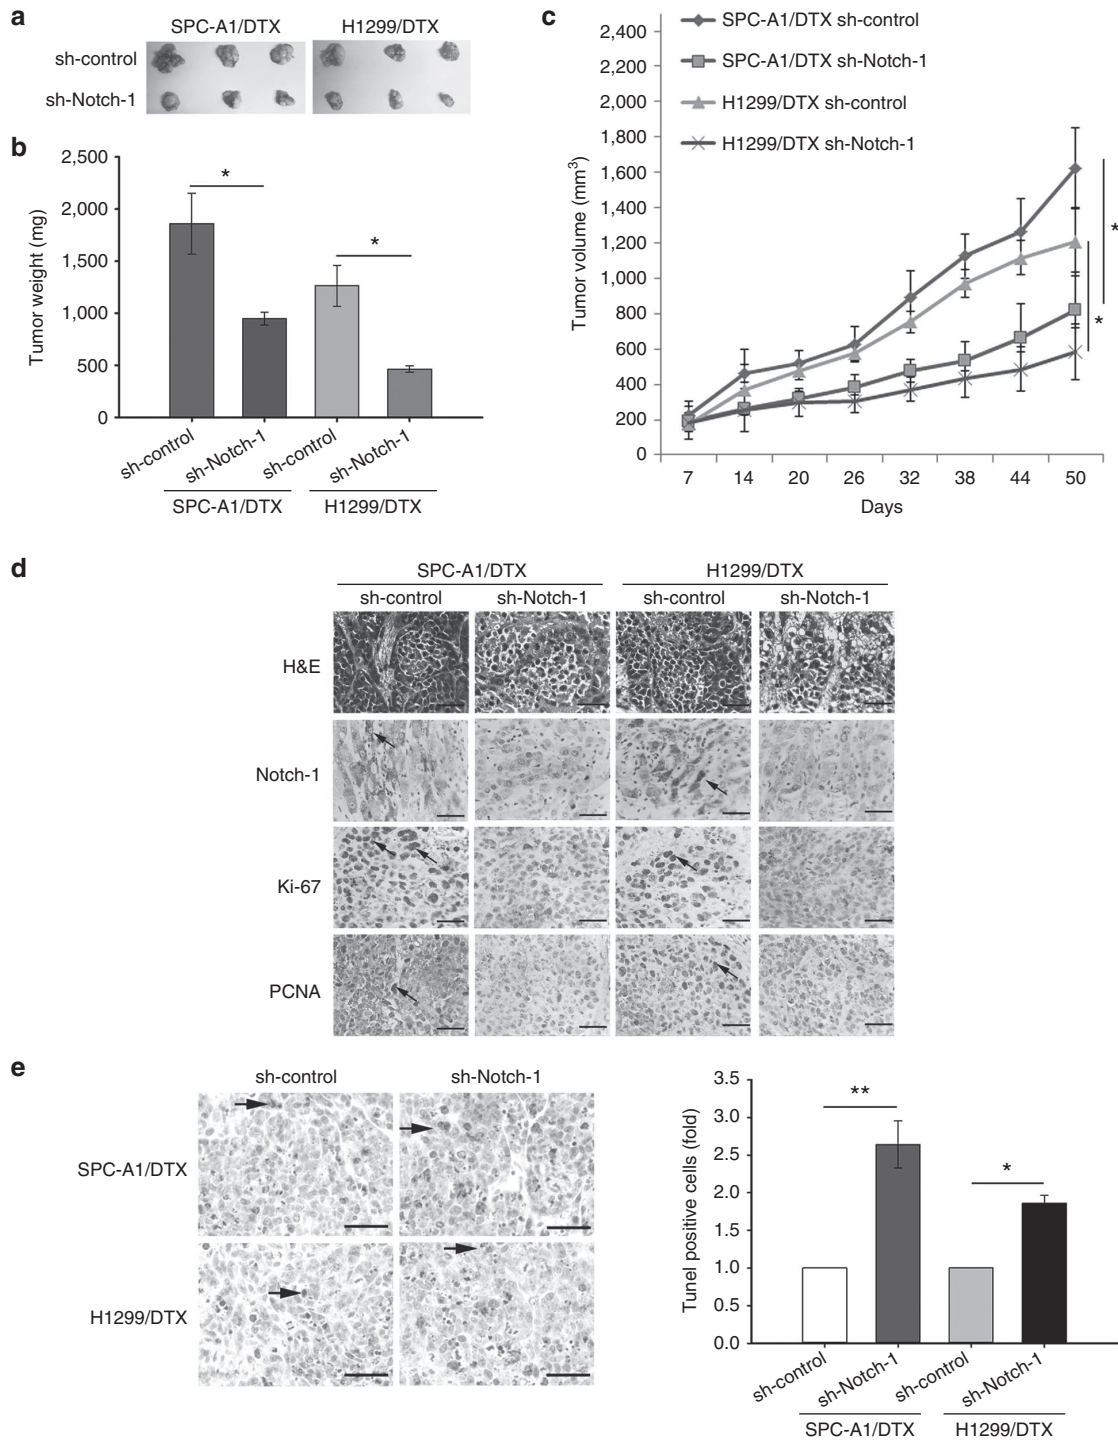 a
SPC-A1/DTX H1299/DTX
sh-control
sh-Notch-1
b
2,500
2,000
1,500
1,000
500
0
Tumor weight (mg)
*
*
sh-control
sh-Notch-1
sh-control
sh-Notch-1
SPC-A1/DTX H1299/DTX
c
2,400
2,200
2,000
1,800
1,600
1,400
1,200
1,000
800
600
400
200
0
Tumor volume (mm³)
SPC-A1/DTX sh-control
SPC-A1/DTX sh-Notch-1
H1299/DTX sh-control
H1299/DTX sh-Notch-1
*
*
7 14 20 26 32 38 44 50
Days
d
SPC-A1/DTX H1299/DTX
sh-control sh-Notch-1 sh-control sh-Notch-1
H&E
Notch-1
Ki-67
PCNA
e
sh-control sh-Notch-1
SPC-A1/DTX
H1299/DTX
3.5
3.0
2.5
2.0
1.5
1.0
0.5
0.0
Tunel positive cells (fold)
**
*
sh-control
sh-Notch-1
sh-control
sh-Notch-1
SPC-A1/DTX H1299/DTX